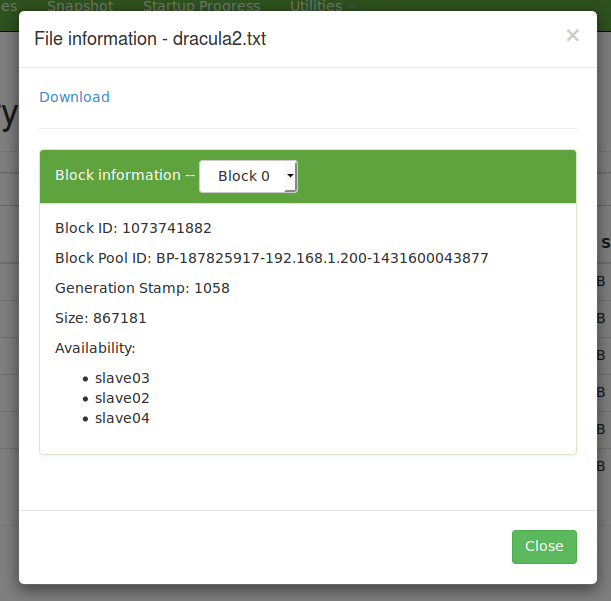 es Snapshot Startup Progress Utilities
File information - dracula2.txt ×
Download
y
Block information -- Block 0
Block ID: 1073741882
s
Block Pool ID: BP-187825917-192.168.1.200-1431600043877
B
Generation Stamp: 1058
Size: 867181
B
Availability:
B
slave03
B
slave02
slave04
B
B
Close